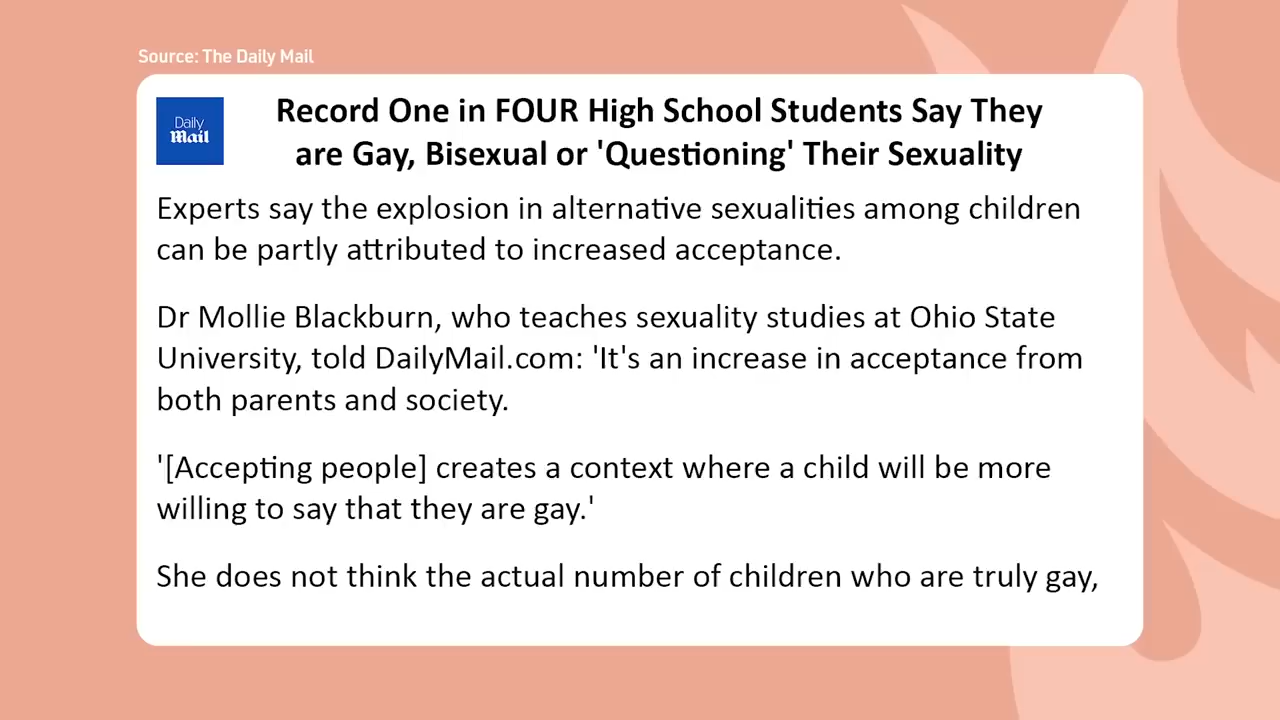 Source: The Daily Mail
Daily
Mail
Record One in FOUR High School Students Say They
are Gay, Bisexual or 'Questioning' Their Sexuality
Experts say the explosion in alternative sexualities among children
can be partly attributed to increased acceptance.
Dr Mollie Blackburn, who teaches sexuality studies at Ohio State
University, told DailyMail.com: 'It's an increase in acceptance from
both parents and society.
'[Accepting people] creates a context where a child will be more
willing to say that they are gay.'
She does not think the actual number of children who are truly gay,